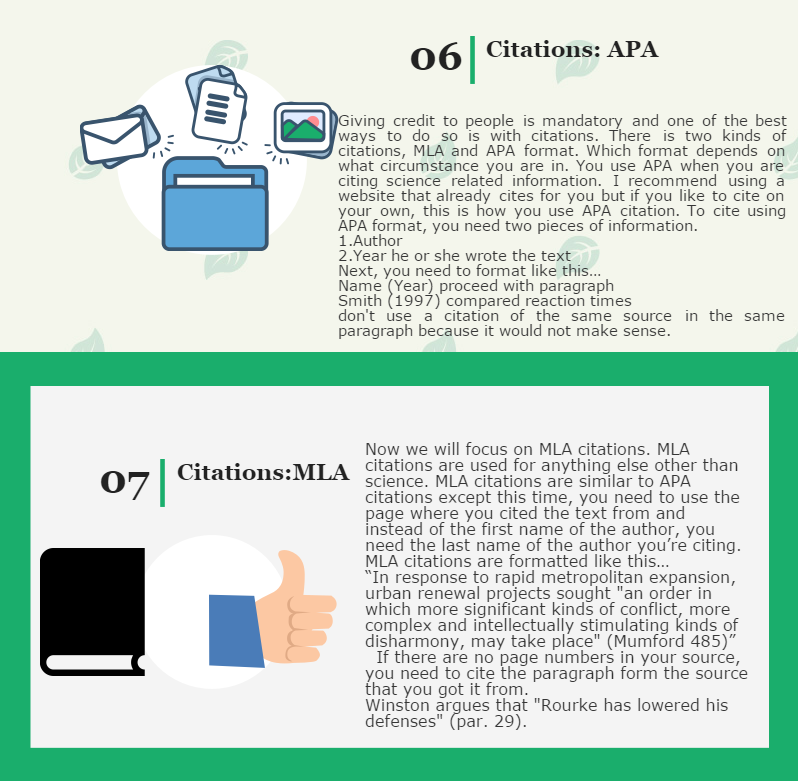 06
Citations: APA
Giving credit to people is mandatory and one of the best
ways to do so is with citations. There is two kinds of
citations, MLA and APA format. Which format depends on
what circumstance you are in. You use APA when you are
citing science related information. I recommend using a
website that already cites for you but if you like to cite on
your own, this is how you use APA citation. To cite using
APA format, you need two pieces of information.
1.Author
2.Year he or she wrote the text
Next, you need to format like this...
Name (Year) proceed with paragraph
Smith (1997) compared reaction times
don't use a citation of the same source in the same
paragraph because it would not make sense.
07
Citations:MLA
Now we will focus on MLA citations. MLA
citations are used for anything else other than
science. MLA citations are similar to APA
citations except this time, you need to use the
page where you cited the text from and
instead of the first name of the author, you
need the last name of the author you’re citing.
MLA citations are formatted like this...
“In response to rapid metropolitan expansion,
urban renewal projects sought "an order in
which more significant kinds of conflict, more
complex and intellectually stimulating kinds of
disharmony, may take place" (Mumford 485)”
If there are no page numbers in your source,
you need to cite the paragraph form the source
that you got it from.
Winston argues that "Rourke has lowered his
defenses" (par. 29).